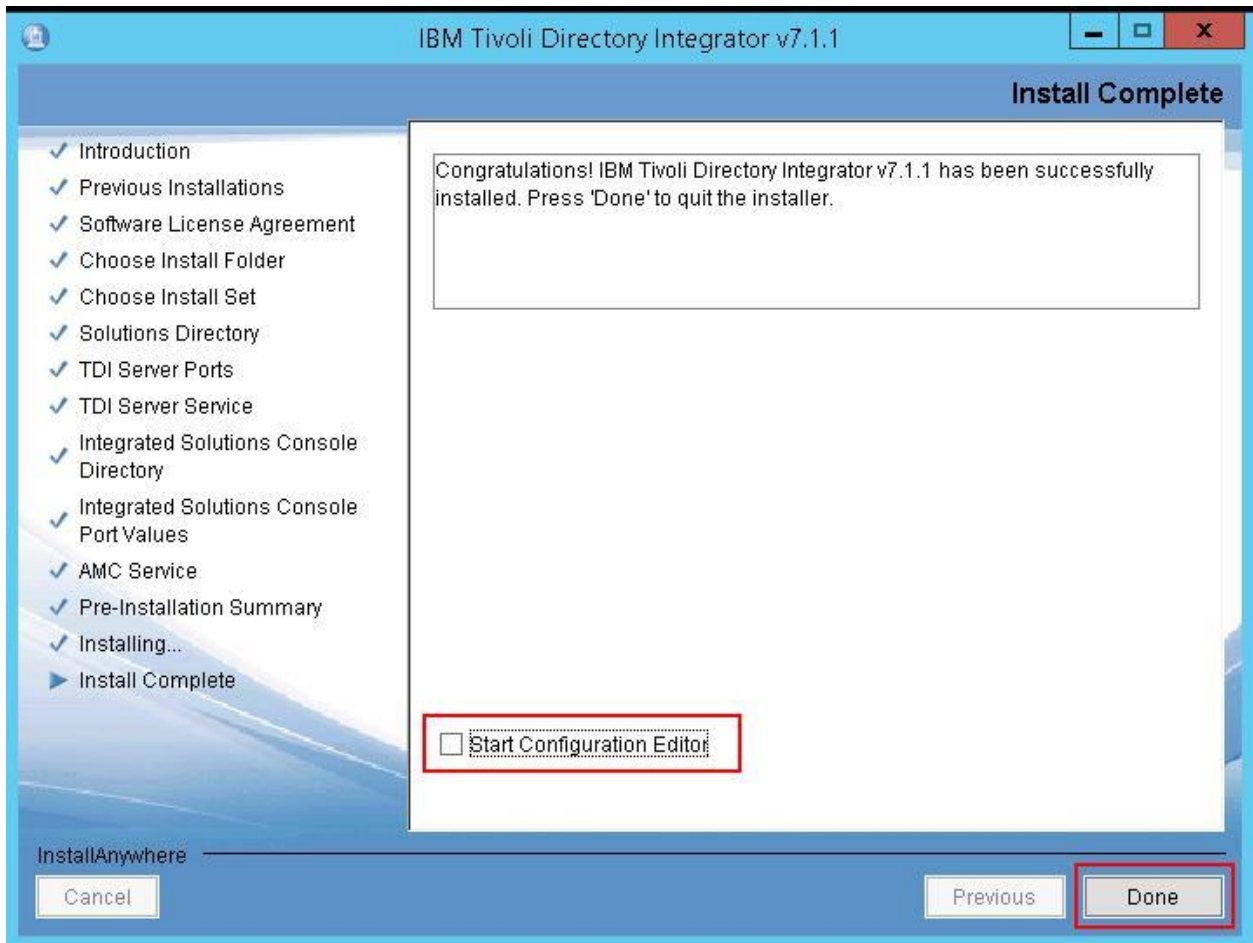 IBM Tivoli Directory Integrator v7.1.1
Install Complete
Introduction
Previous Installations
Software License Agreement
Choose Install Folder
Choose Install Set
Solutions Directory
TDI Server Ports
TDI Server Service
Integrated Solutions Console
Directory
Integrated Solutions Console
Port Values
AMC Service
Pre-Installation Summary
Installing...
Install Complete
Congratulations! IBM Tivoli Directory Integrator v7.1.1 has been successfully
installed. Press 'Done' to quit the installer.
Start Configuration Editor
InstallAnywhere
Cancel
Previous
Done